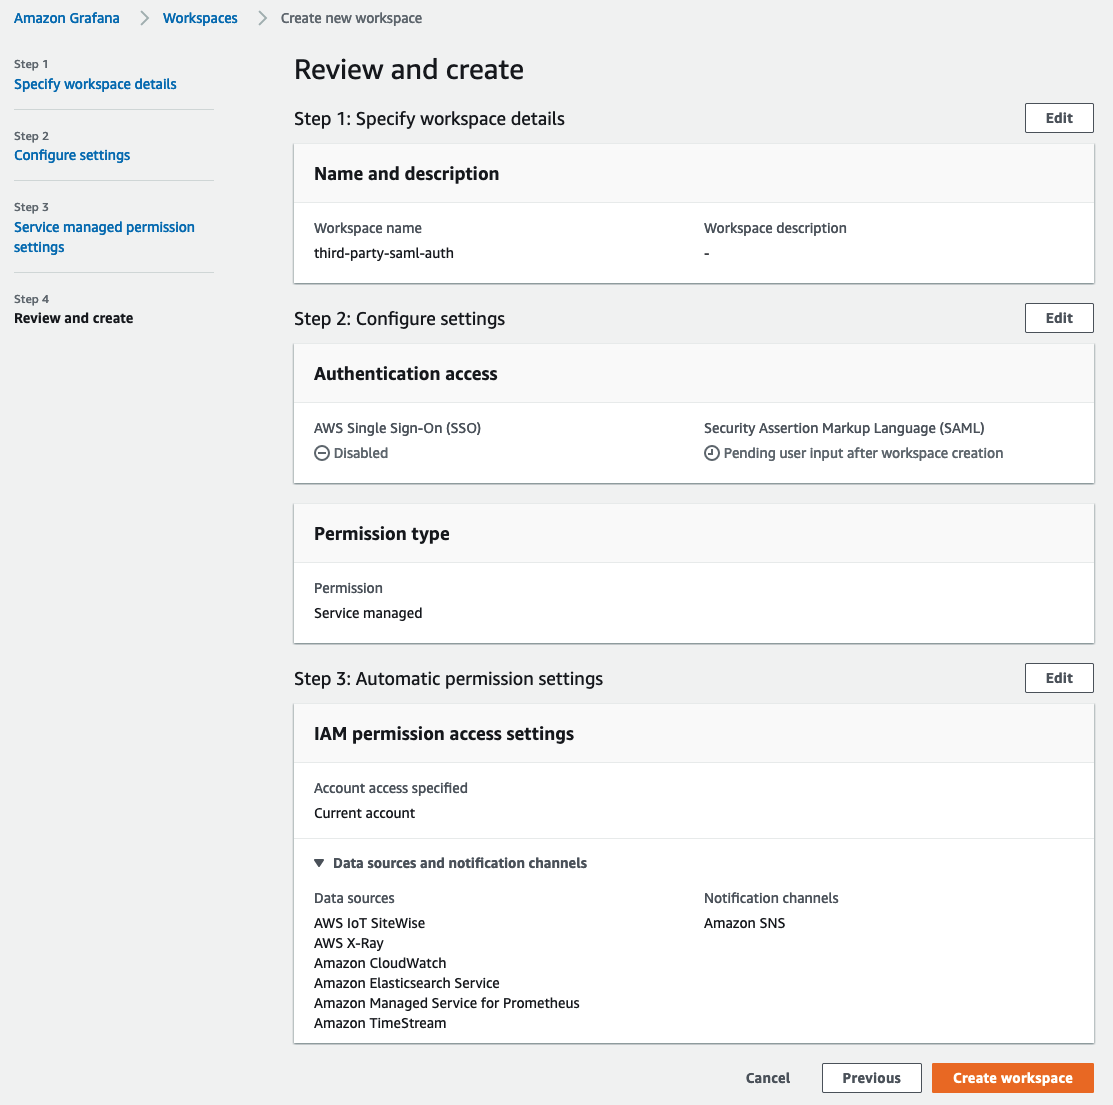 Amazon Grafana
Workspaces
Create new workspace
Step 1
Specify workspace details
Step 2
Configure settings
Step 3
Service managed permission
settings
Step 4
Review and create
Review and create
Step 1: Specify workspace details
Edit
Name and description
Workspace name
Workspace description
third-party-saml-auth
-
Step 2: Configure settings
Edit
Authentication access
AWS Single Sign-On (SSO)
Security Assertion Markup Language (SAML)
Disabled
Pending user input after workspace creation
Permission type
Permission
Service managed
Step 3: Automatic permission settings
Edit
IAM permission access settings
Account access specified
Current account
Data sources and notification channels
Data sources
Notification channels
AWS IoT SiteWise
Amazon SNS
AWS X-Ray
Amazon CloudWatch
Amazon Elasticsearch Service
Amazon Managed Service for Prometheus
Amazon TimeStream
Cancel
Previous
Create workspace